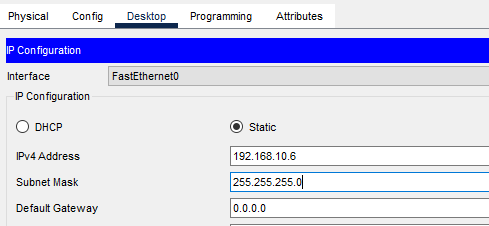 Physical Config Desktop Programming Attributes
IP Configuration
Interface FastEthernet0
IP Configuration
DHCP Static
IPv4 Address 192.168.10.6
Subnet Mask 255.255.255.0
Default Gateway 0.0.0.0